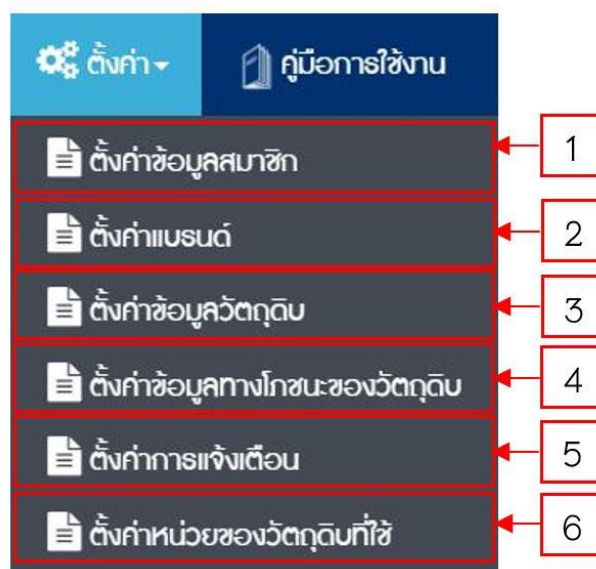 ตั้งค่า คู่มือการใช้งาน
ตั้งค่าข้อมูลสมาชิก 1
ตั้งค่าแบรนด์ 2
ตั้งค่าข้อมูลวัตถุดิบ 3
ตั้งค่าข้อมูลทางโภชนะของวัตถุดิบ 4
ตั้งค่าการแจ้งเตือน 5
ตั้งค่าหน่วยของวัตถุดิบที่ใช้ 6